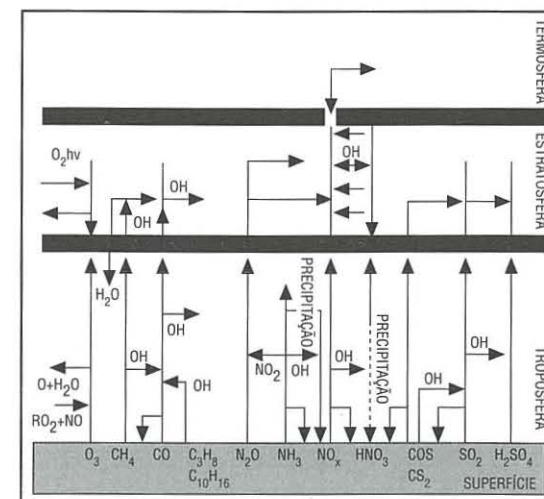 TERMOSFERA
O2hv
OH
OH
OH
ESTRATOSFERA
H2O
OH
OH
OH
O+H2O
RO2+NO
NO2
OH
PRECIPITAÇÃO
OH
PRECIPITAÇÃO
OH
OH
TROPOSFERA
O3
CH4
CO
C3H8
C10H16
N2O
NH3
NOx
HNO3
COS
CS2
SO2
H2SO4
SUPERFÍCIE